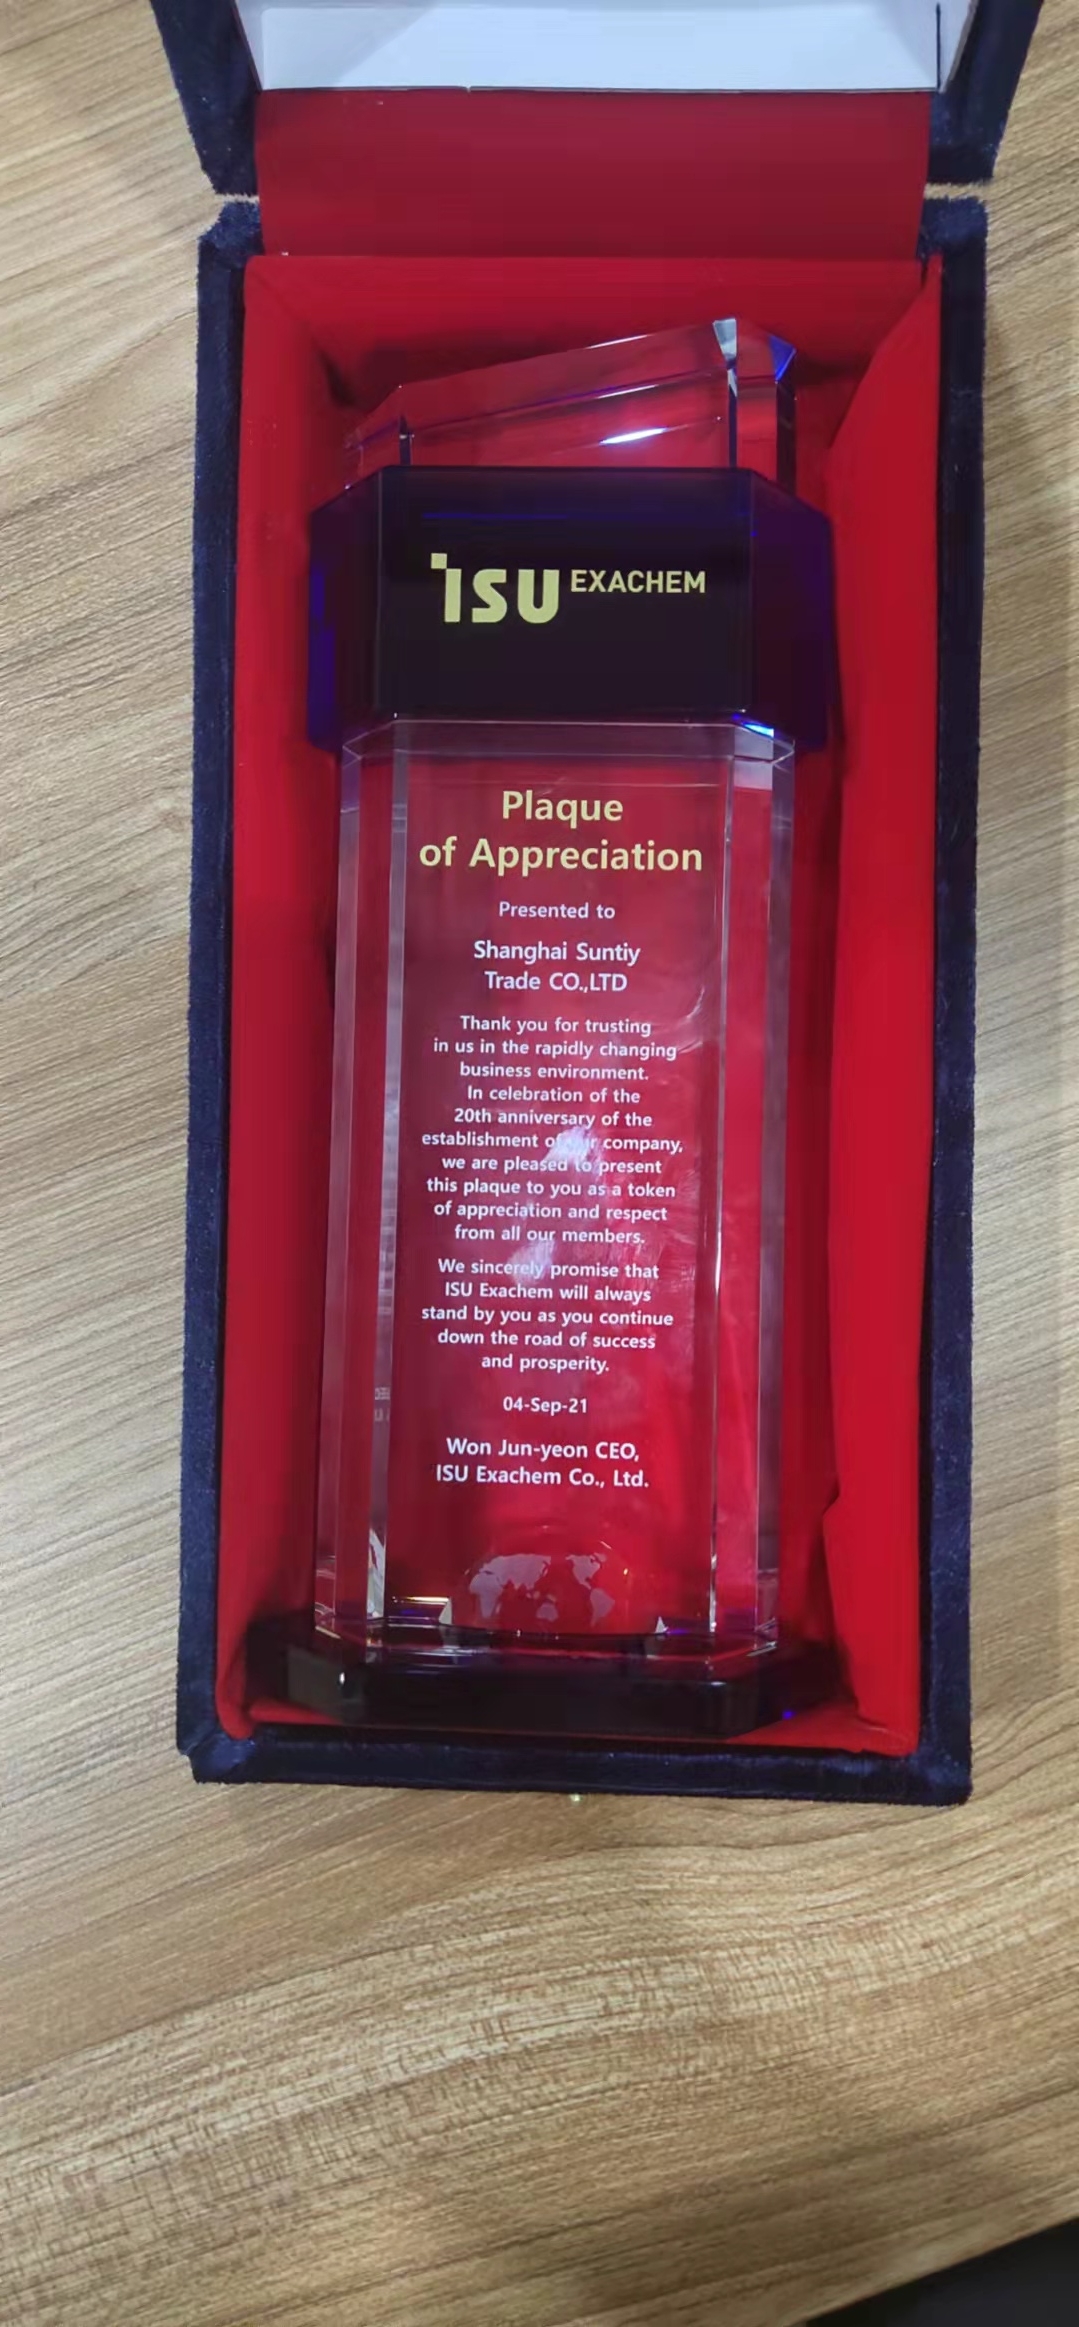 ISU EXACHEM
Plaque
of Appreciation
Presented to
Shanghai Suntiy
Trade CO.,LTD
Thank you for trusting
in us in the rapidly changing
business environment.
In celebration of the
20th anniversary of the
establishment of our company,
we are pleased to present
this plaque to you as a token
of appreciation and respect
from all our members.
We sincerely promise that
ISU Exachem will always
stand by you as you continue
down the road of success
and prosperity.
04-Sep-21
Won Jun-yeon CEO,
ISU Exachem Co., Ltd.